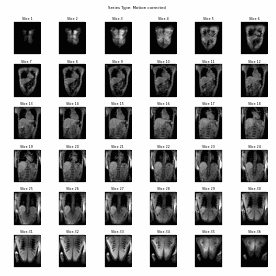 Series Type: Motion corrected
Slice 1 Slice 2 Slice 3 Slice 4 Slice 5 Slice 6
Slice 7 Slice 8 Slice 9 Slice 10 Slice 11 Slice 12
Slice 13 Slice 14 Slice 15 Slice 16 Slice 17 Slice 18
Slice 19 Slice 20 Slice 21 Slice 22 Slice 23 Slice 24
Slice 25 Slice 26 Slice 27 Slice 28 Slice 29 Slice 30
Slice 31 Slice 32 Slice 33 Slice 34 Slice 35 Slice 36